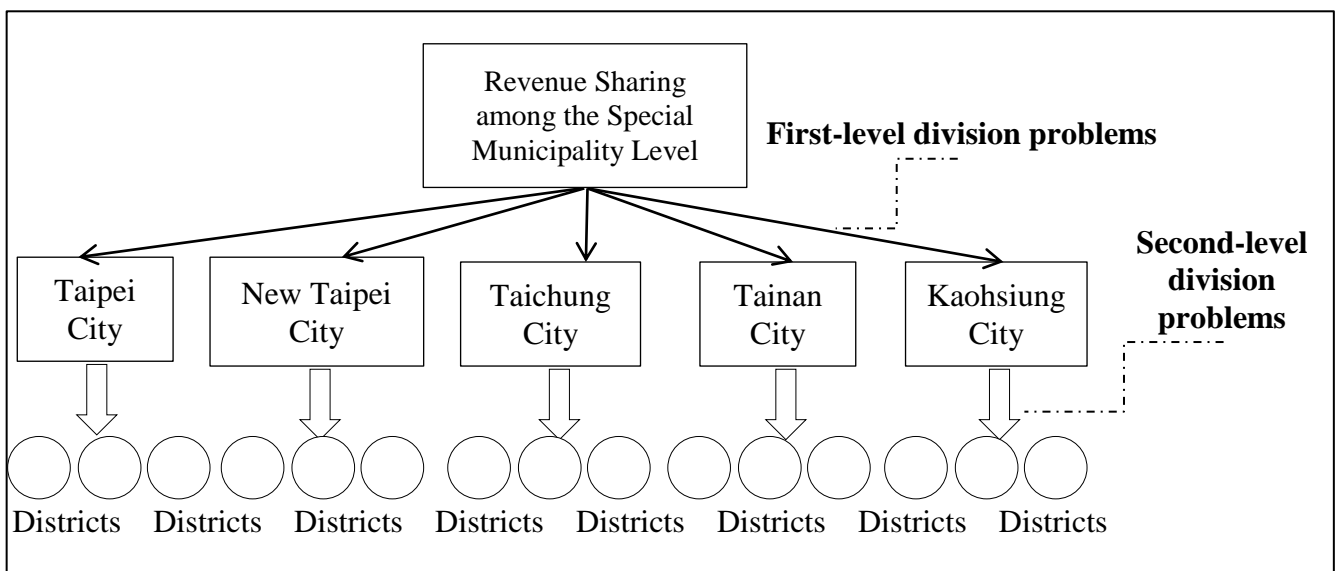 Revenue Sharing
among the Special
Municipality Level
First-level division problems
Second-level
division
problems
Taipei
City
New Taipei
City
Taichung
City
Tainan
City
Kaohsiung
City
Districts Districts Districts Districts Districts Districts Districts Districts